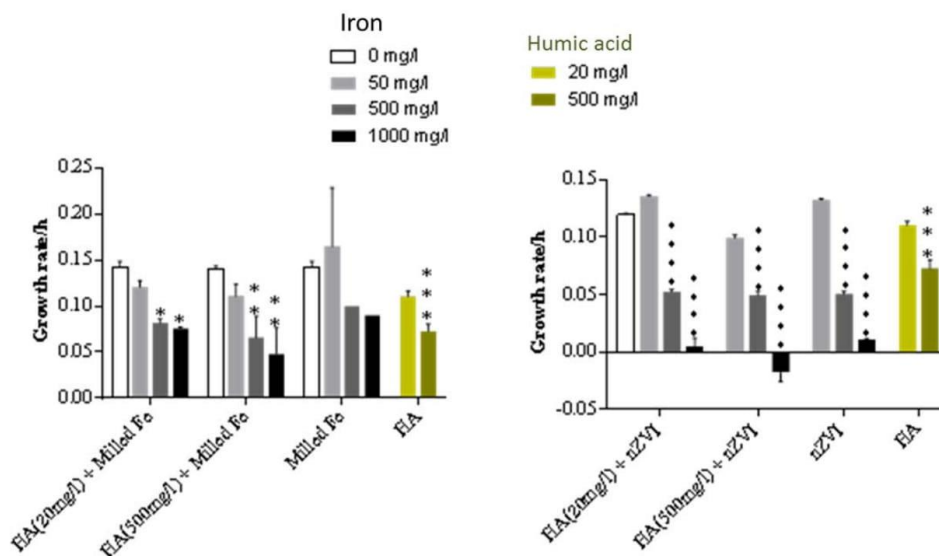 Iron
0 mg/l
50 mg/l
500 mg/l
1000 mg/l
Humic acid
20 mg/l
500 mg/l
Growth rate/h
0.25
0.20
0.15
0.10
0.05
0.00
* * * * * * * * *
HA(20mg/l) + Milled Fe
HA(500mg/l) + Milled Fe
Milled Fe
HA
Growth rate/h
0.15
0.10
0.05
0.00
-0.05
* * *
HA(20mg/l) + nZVI
HA(500mg/l) + nZVI
nZVI
HA